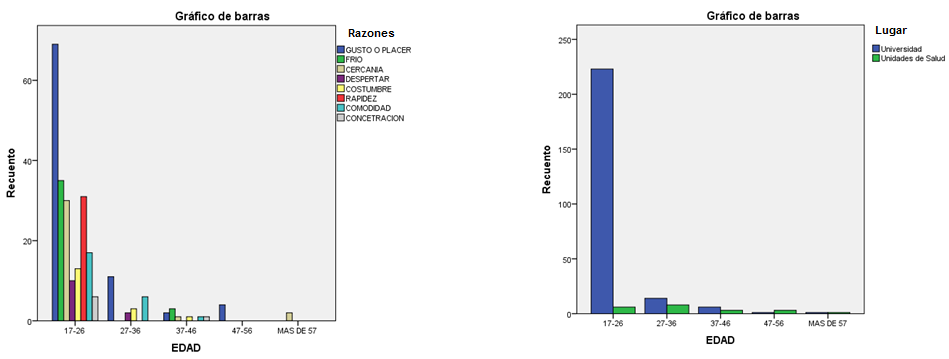 Gráfico de barras
Razones
GUSTO O PLACER
FRIO
CERCANIA
DESPERTAR
COSTUMBRE
RAPIDEZ
COMODIDAD
CONCETRACION
Recuento
60
40
20
0
17-26 27-36 37-46 47-56 MAS DE 57
EDAD
Gráfico de barras
Lugar
Universidad
Unidades de Salud
Recuento
250
200
150
100
50
0
17-26 27-36 37-46 47-56 MAS DE 57
EDAD